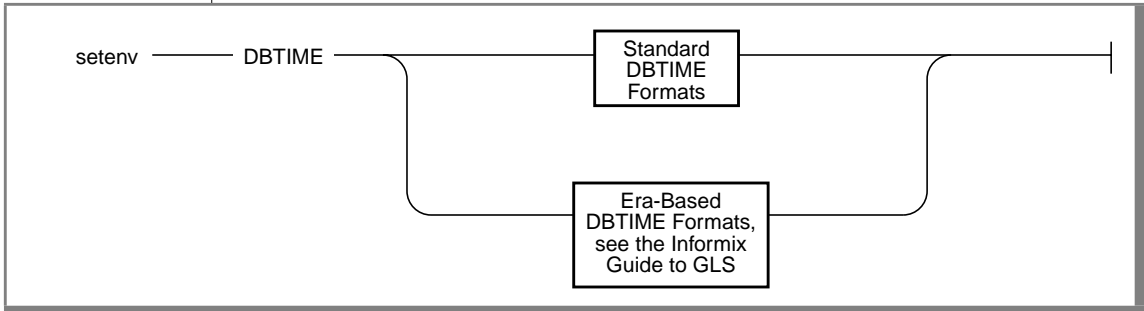 setenv DBTIME
Standard
DBTIME
Formats
Era-Based
DBTIME Formats,
see the Informix
Guide to GLS